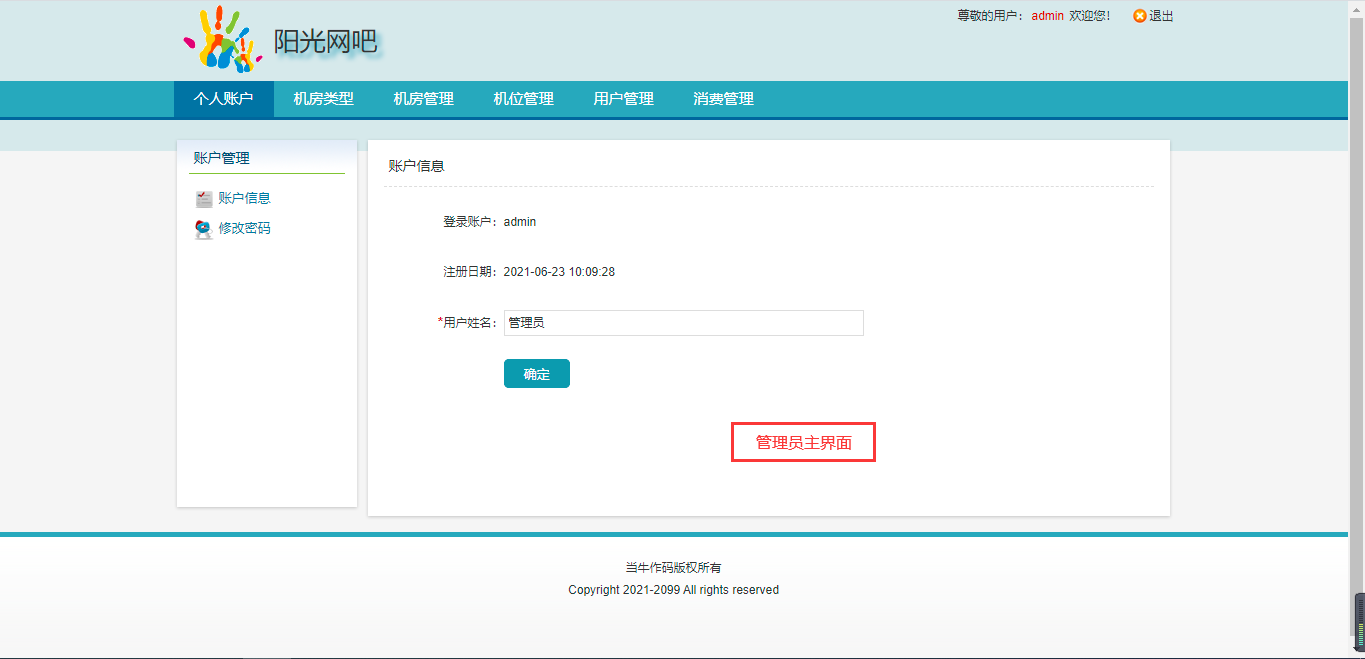 阳光网吧
尊敬的用户： admin 欢迎您！ 退出
个人账户 机房类型 机房管理 机位管理 用户管理 消费管理
账户管理
账户信息
修改密码
账户信息
登录账户：admin
注册日期：2021-06-23 10:09:28
*用户姓名：管理员
确定
管理员主界面
当牛作码版权所有
Copyright 2021-2099 All rights reserved